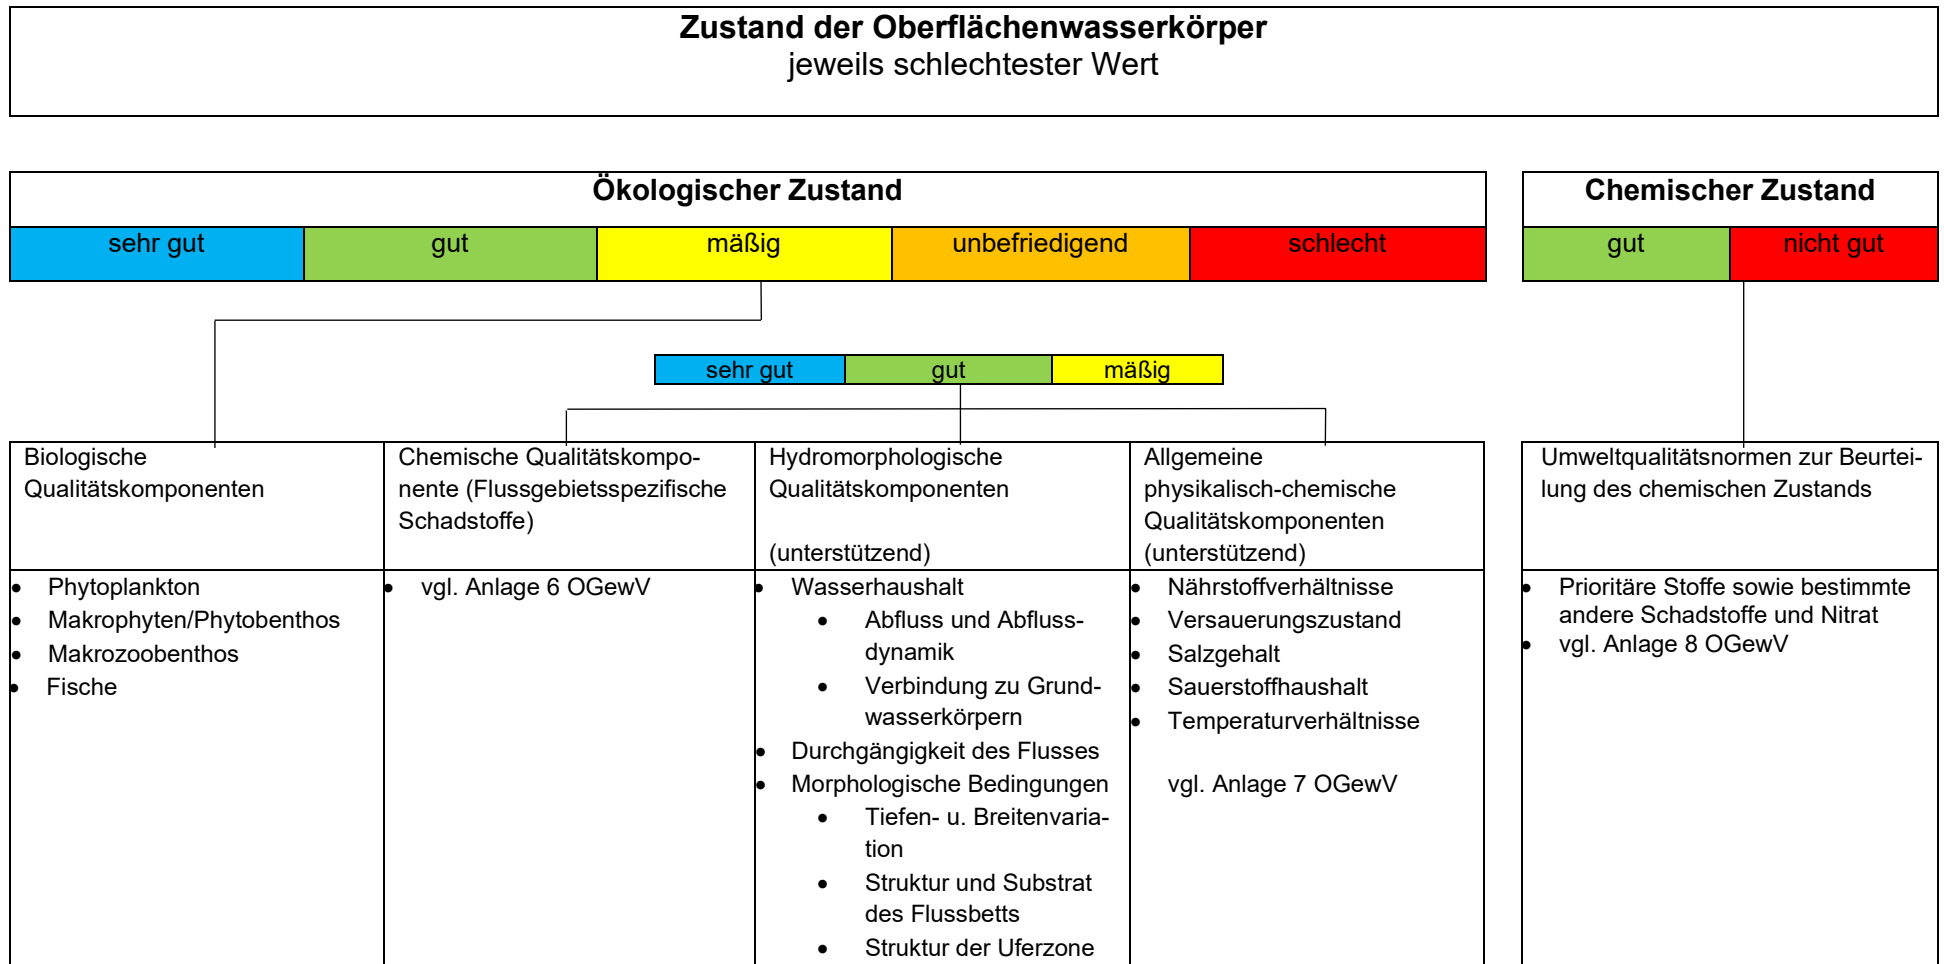 Zustand der Oberflächenwasserkörper
jeweils schlechtester Wert
Ökologischer Zustand
sehr gut
gut
mäßig
unbefriedigend
schlecht
Chemischer Zustand
gut
nicht gut
sehr gut
gut
mäßig
Biologische
Qualitätskomponenten
Chemische Qualitätskompo-
nente (Flussgebietsspezifische
Schadstoffe)
Hydromorphologische
Qualitätskomponenten
(unterstützend)
Allgemeine
physikalisch-chemische
Qualitätskomponenten
(unterstützend)
Umweltqualitätsnormen zur Beurtei-
lung des chemischen Zustands
• Phytoplankton
• Makrophyten/Phytobenthos
• Makrozoobenthos
• Fische
• vgl. Anlage 6 OGewV
• Wasserhaushalt
• Abfluss und Abfluss-
dynamik
• Verbindung zu Grund-
wasserkörpern
• Durchgängigkeit des Flusses
• Morphologische Bedingungen
• Tiefen- u. Breitenvaria-
tion
• Struktur und Substrat
des Flussbetts
• Struktur der Uferzone
• Nährstoffverhältnisse
• Versauerungszustand
• Salzgehalt
• Sauerstoffhaushalt
• Temperaturverhältnisse
vgl. Anlage 7 OGewV
• Prioritäre Stoffe sowie bestimmte
andere Schadstoffe und Nitrat
• vgl. Anlage 8 OGewV